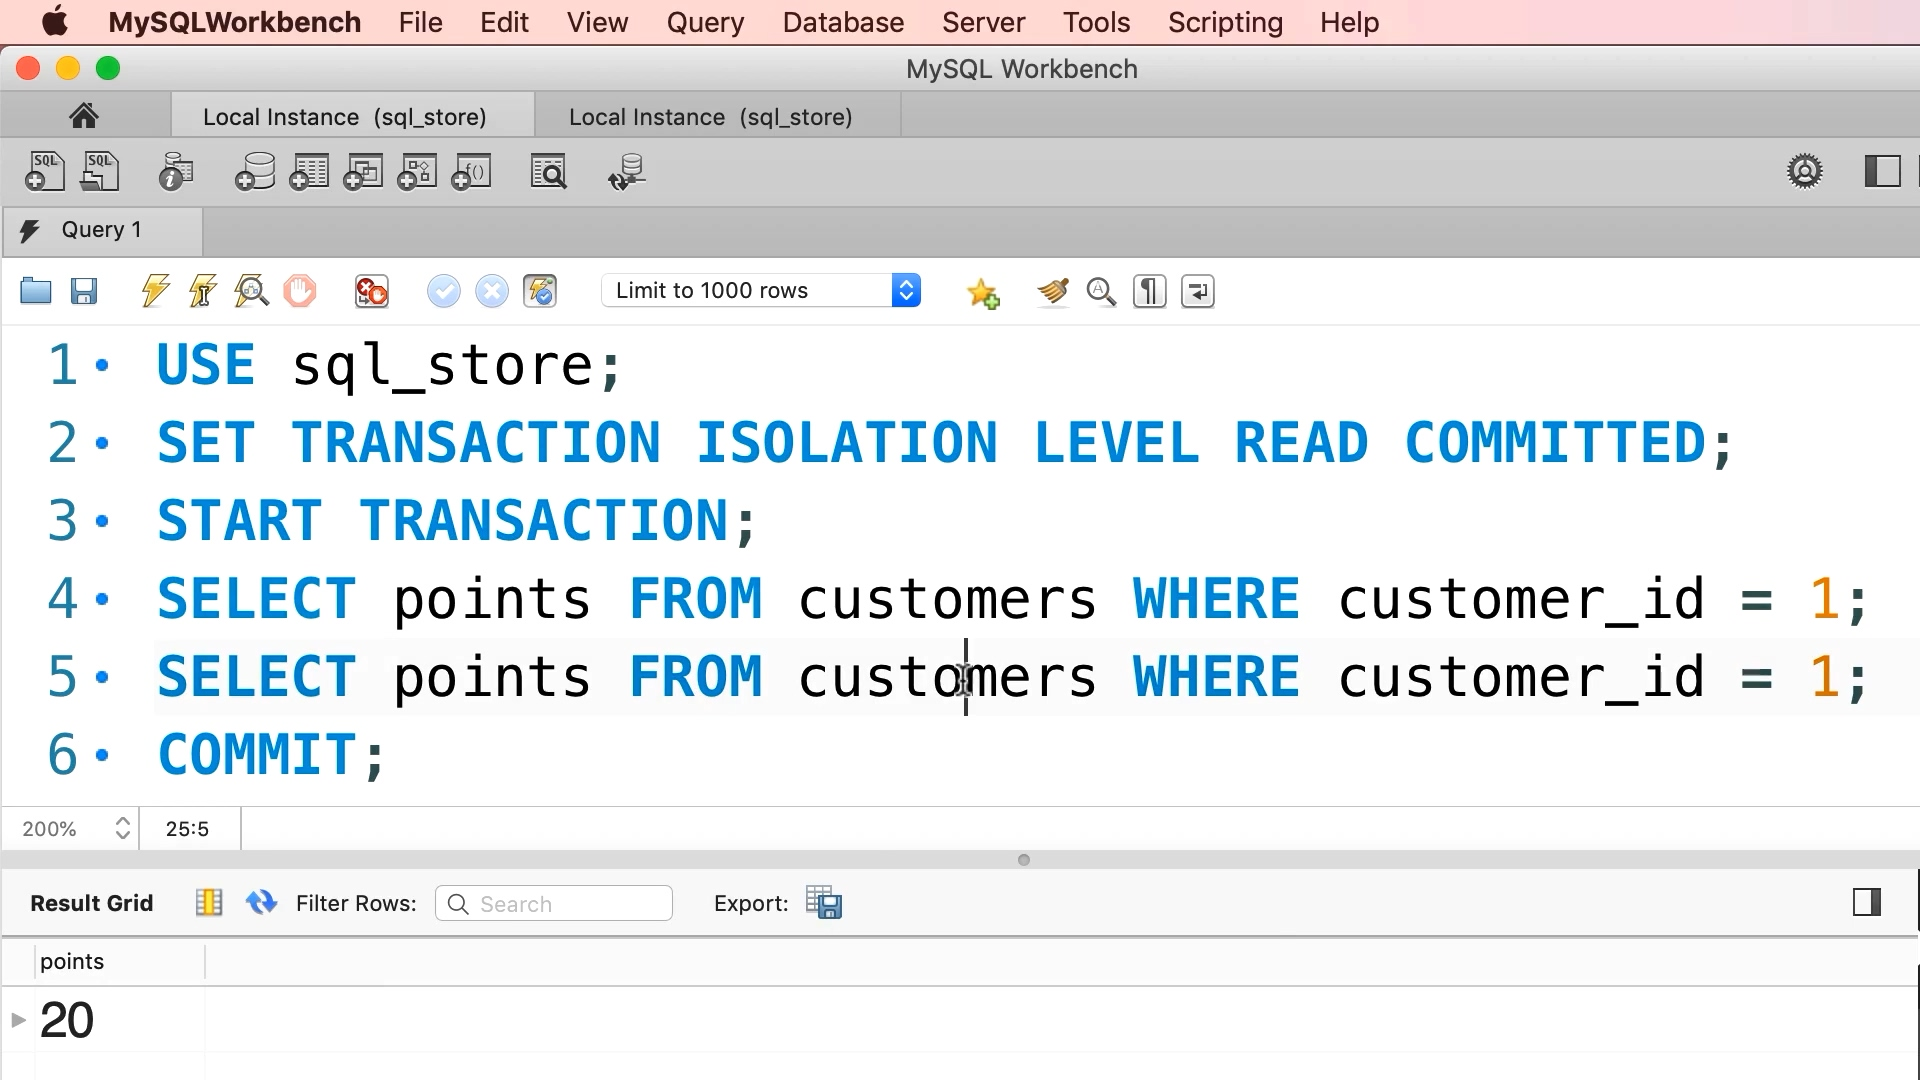 MySQLWorkbench File Edit View Query Database Server Tools Scripting Help
MySQL Workbench
Local Instance (sql_store) Local Instance (sql_store)
SQL SQL
Query 1
Limit to 1000 rows
1 USE sql_store;
2 SET TRANSACTION ISOLATION LEVEL READ COMMITTED;
3 START TRANSACTION;
4 SELECT points FROM customers WHERE customer_id = 1;
5 SELECT points FROM customers WHERE customer_id = 1;
6 COMMIT;
200% 25:5
Result Grid Filter Rows: Search Export:
points
20